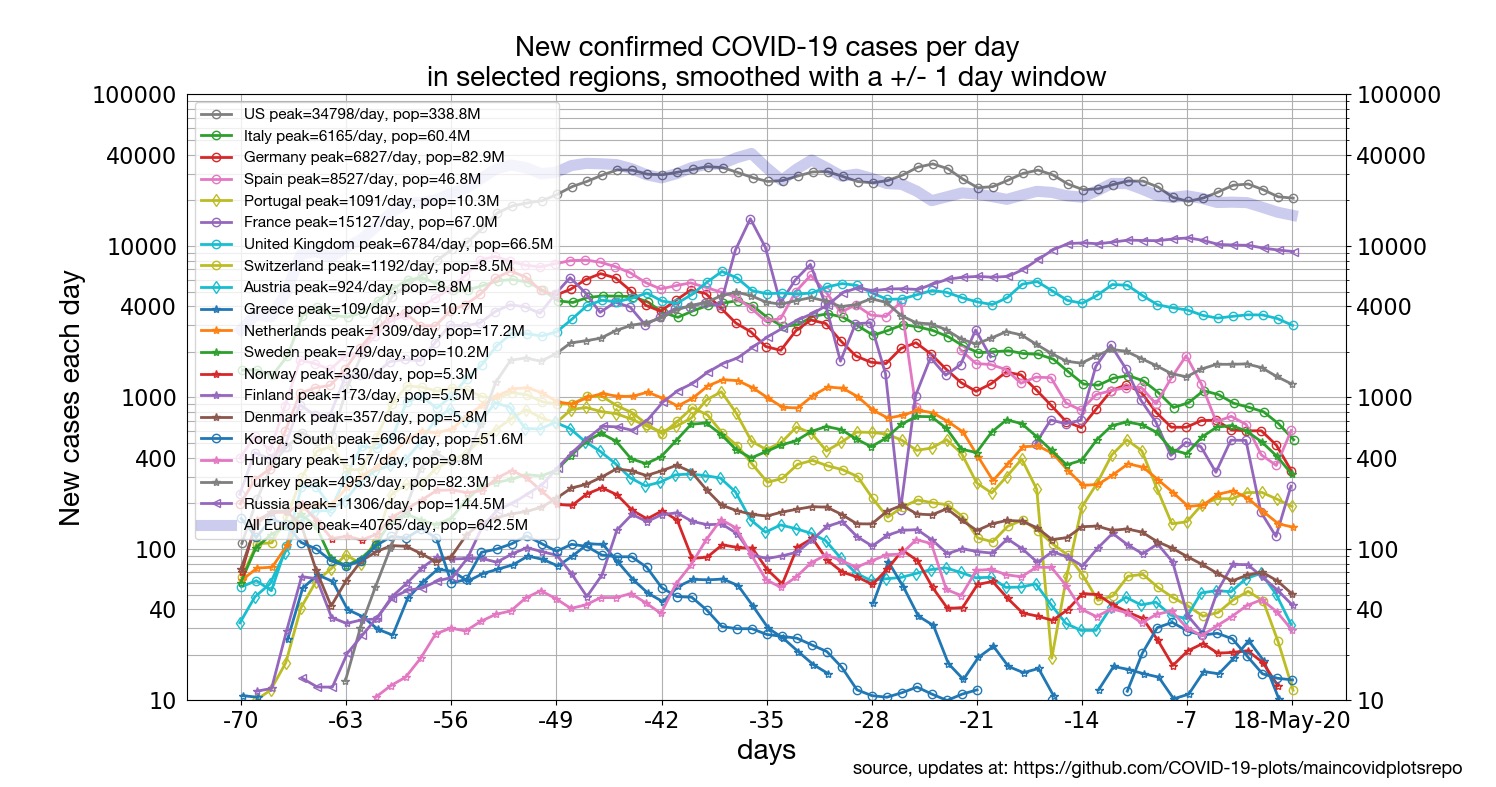 New confirmed COVID-19 cases per day
in selected regions, smoothed with a +/- 1 day window
100000
40000
10000
4000
1000
400
100
40
10
New cases each day
US peak=34798/day, pop=338.8M
Italy peak=6165/day, pop=60.4M
Germany peak=6827/day, pop=82.9M
Spain peak=8527/day, pop=46.8M
Portugal peak=1091/day, pop=10.3M
France peak=15127/day, pop=67.0M
United Kingdom peak=6784/day, pop=66.5M
Switzerland peak=1192/day, pop=8.5M
Austria peak=924/day, pop=8.8M
Greece peak=109/day, pop=10.7M
Netherlands peak=1309/day, pop=17.2M
Sweden peak=749/day, pop=10.2M
Norway peak=330/day, pop=5.3M
Finland peak=173/day, pop=5.5M
Denmark peak=357/day, pop=5.8M
Korea, South peak=696/day, pop=51.6M
Hungary peak=157/day, pop=9.8M
Turkey peak=4953/day, pop=82.3M
Russia peak=11306/day, pop=144.5M
All Europe peak=40765/day, pop=642.5M
100000
40000
10000
4000
1000
400
100
40
10
-70 -63 -56 -49 -42 -35 -28 -21 -14 -7 18-May-20
days
source, updates at: https://github.com/COVID-19-plots/maincovidplotsrepo